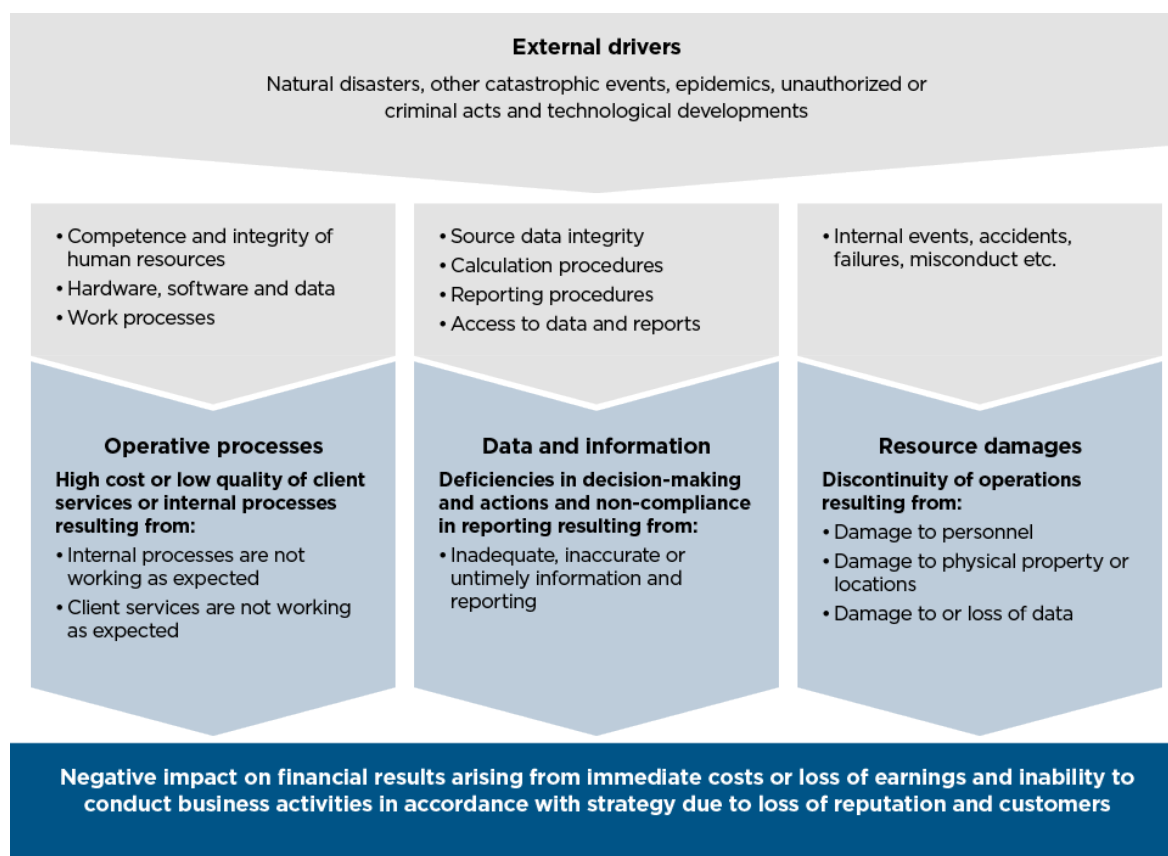 External drivers
Natural disasters, other catastrophic events, epidemics, unauthorized or
criminal acts and technological developments
• Competence and integrity of
human resources
• Hardware, software and data
• Work processes
• Source data integrity
• Calculation procedures
• Reporting procedures
• Access to data and reports
• Internal events, accidents,
failures, misconduct etc.
Operative processes
High cost or low quality of client
services or internal processes
resulting from:
• Internal processes are not
working as expected
• Client services are not working
as expected
Data and information
Deficiencies in decision-making
and actions and non-compliance
in reporting resulting from:
• Inadequate, inaccurate or
untimely information and
reporting
Resource damages
Discontinuity of operations
resulting from:
• Damage to personnel
• Damage to physical property or
locations
• Damage to or loss of data
Negative impact on financial results arising from immediate costs or loss of earnings and inability to
conduct business activities in accordance with strategy due to loss of reputation and customers